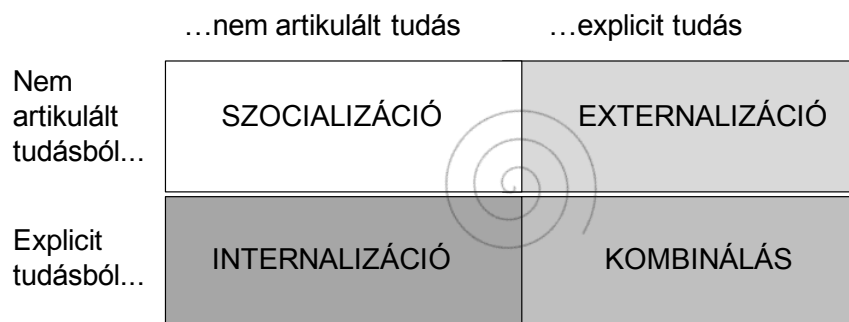 …nem artikulált tudás …explicit tudás
Nem
artikulált
tudásból...
SZOCIALIZÁCIÓ EXTERNALIZÁCIÓ
Explicit
tudásból...
INTERNALIZÁCIÓ KOMBINÁLÁS